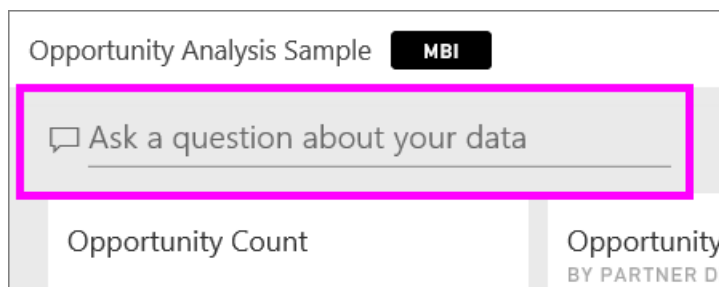 Opportunity Analysis Sample MBI
Ask a question about your data
Opportunity Count Opportunity
BY PARTNER D